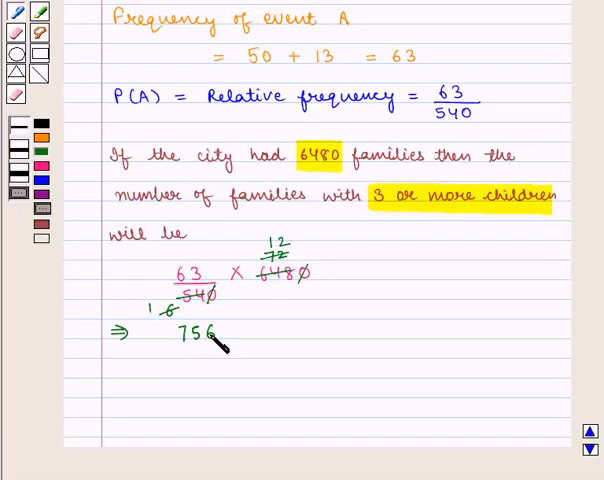 Frequency of event A
= 50 + 13 = 63
P(A) = Relative frequency = 63/540
If the city had 6480 families then the
number of families with 3 or more children
will be
12
72
63/540 × 6480
1 6
⇒ 756